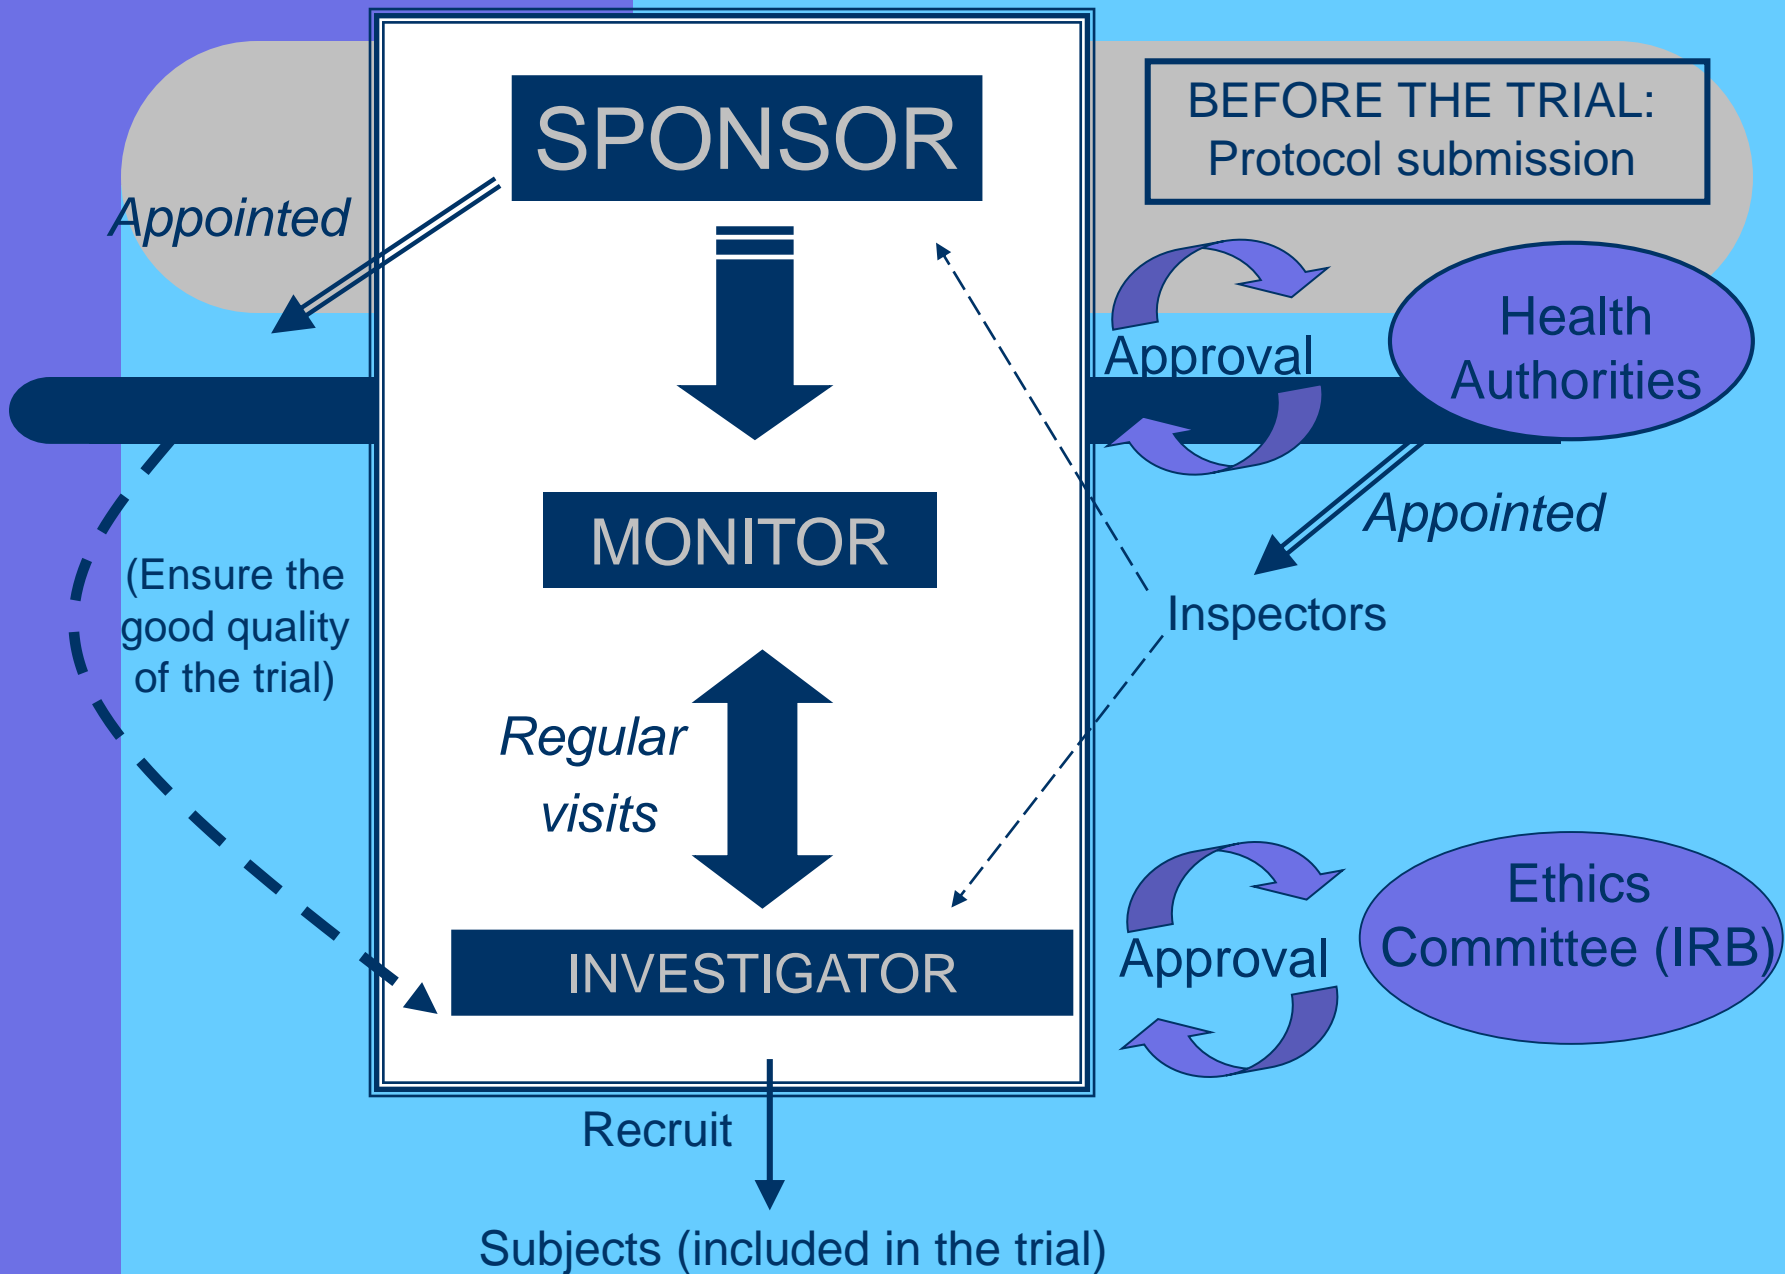 SPONSOR
BEFORE THE TRIAL:
Protocol submission
Appointed
Health
Authorities
Approval
Appointed
MONITOR
(Ensure the
good quality
of the trial)
Inspectors
Regular
visits
Ethics
Committee (IRB)
Approval
INVESTIGATOR
Recruit
Subjects (included in the trial)